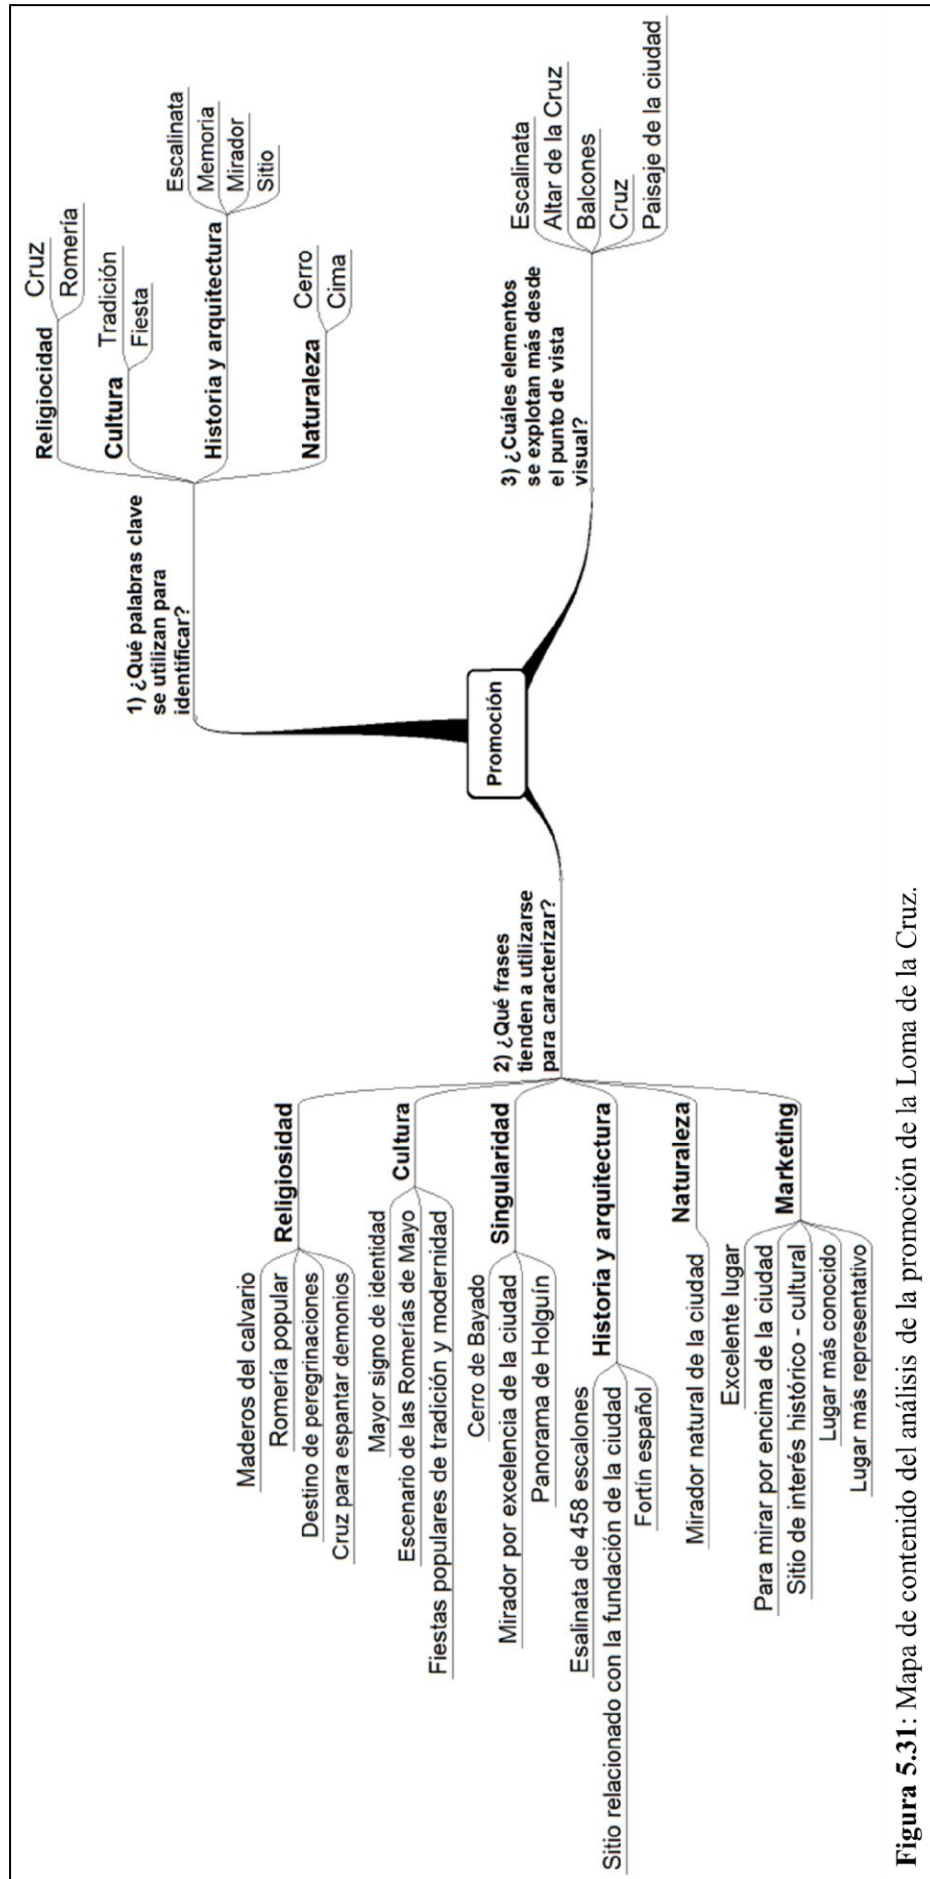 Promoción
1) ¿Qué palabras clave
se utilizan para
identificar?
Religiocidad
Cruz
Romería
Cultura
Tradición
Fiesta
Historia y arquitectura
Escalinata
Memoria
Mirador
Sitio
Naturaleza
Cerro
Cima
2) ¿Qué frases
tienden a utilizarse
para caracterizar?
Religiosidad
Maderos del calvario
Romería popular
Destino de peregrinaciones
Cruz para espantar demonios
Cultura
Mayor signo de identidad
Escenario de las Romerías de Mayo
Fiestas populares de tradición y modernidad
Singularidad
Cerro de Bayado
Mirador por excelencia de la ciudad
Panorama de Holguín
Historia y arquitectura
Esalinata de 458 escalones
Sitio relacionado con la fundación de la ciudad
Fortín español
Naturaleza
Mirador natural de la ciudad
Marketing
Excelente lugar
Para mirar por encima de la ciudad
Sitio de interés histórico - cultural
Lugar más conocido
Lugar más representativo
3) ¿Cuáles elementos
se explotan más desde
el punto de vista
visual?
Escalinata
Altar de la Cruz
Balcones
Cruz
Paisaje de la ciudad
Figura 5.31: Mapa de contenido del análisis de la promoción de la Loma de la Cruz.